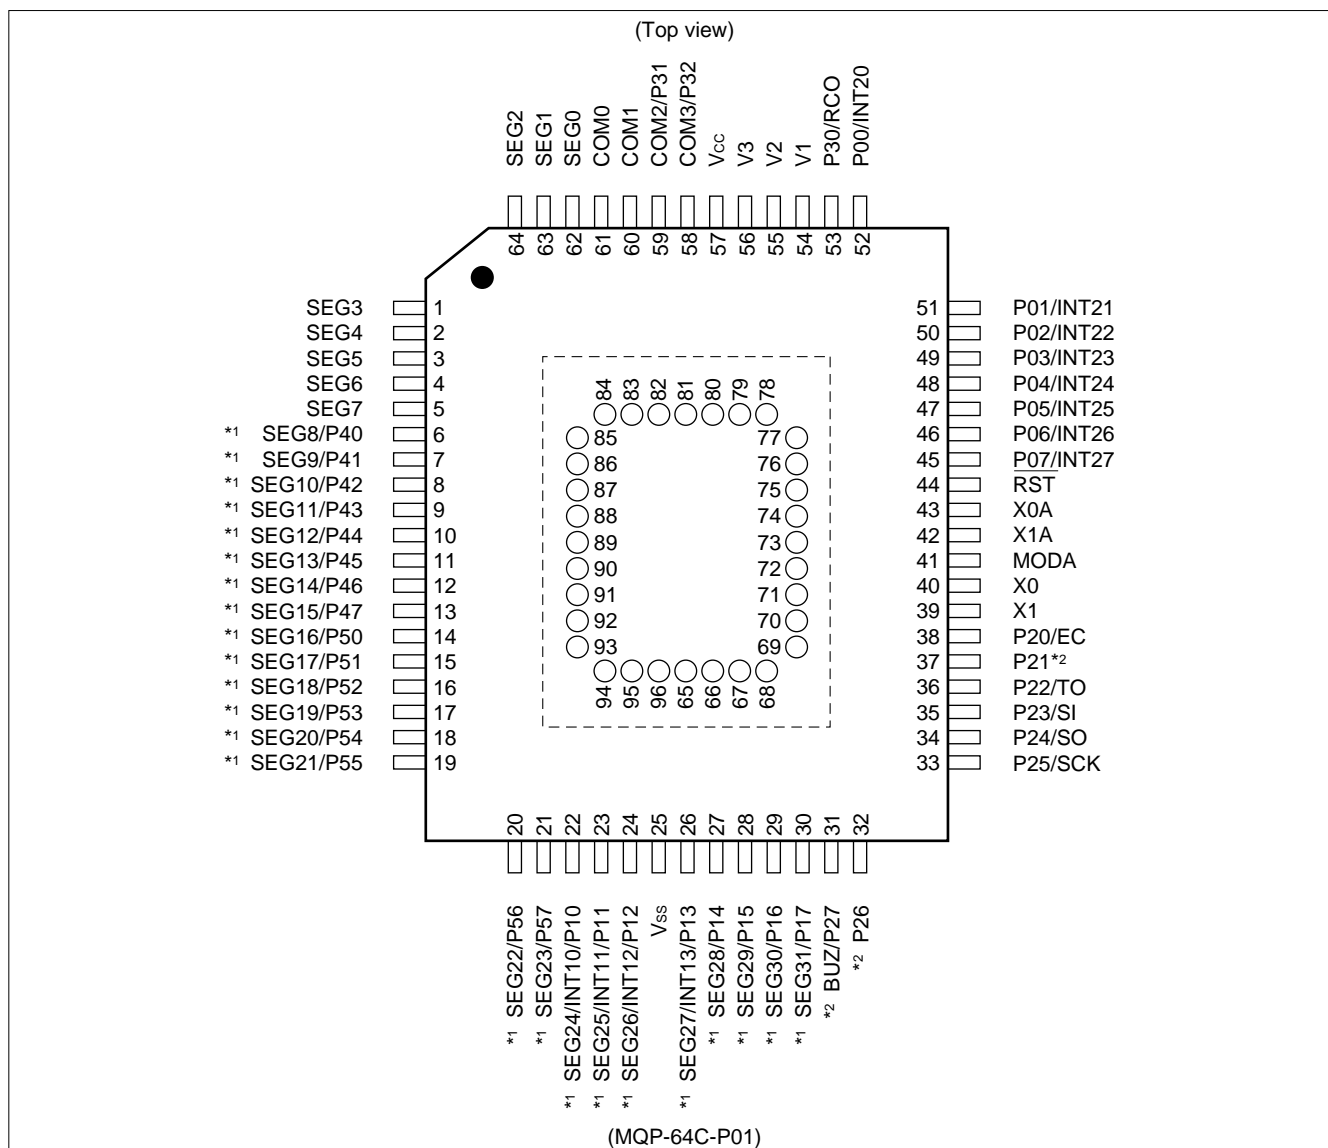 (Top view)
SEG2
SEG1
SEG0
COM0
COM1
COM2/P31
COM3/P32
VCC
V3
V2
V1
P30/RCO
P00/INT20
64
63
62
61
60
59
58
57
56
55
54
53
52
SEG3 1
SEG4 2
SEG5 3
SEG6 4
SEG7 5
*1 SEG8/P40 6
*1 SEG9/P41 7
*1 SEG10/P42 8
*1 SEG11/P43 9
*1 SEG12/P44 10
*1 SEG13/P45 11
*1 SEG14/P46 12
*1 SEG15/P47 13
*1 SEG16/P50 14
*1 SEG17/P51 15
*1 SEG18/P52 16
*1 SEG19/P53 17
*1 SEG20/P54 18
*1 SEG21/P55 19
84
83
82
81
80
79
78
85
86
87
88
89
90
91
92
93
77
76
75
74
73
72
71
70
69
94
95
96
65
66
67
68
51 P01/INT21
50 P02/INT22
49 P03/INT23
48 P04/INT24
47 P05/INT25
46 P06/INT26
45 P07/INT27
44 RST
43 X0A
42 X1A
41 MODA
40 X0
39 X1
38 P20/EC
37 P21*2
36 P22/TO
35 P23/SI
34 P24/SO
33 P25/SCK
20
21
22
23
24
25
26
27
28
29
30
31
32
*1 SEG22/P56
*1 SEG23/P57
*1 SEG24/INT10/P10
*1 SEG25/INT11/P11
*1 SEG26/INT12/P12
VSS
*1 SEG27/INT13/P13
*1 SEG28/P14
*1 SEG29/P15
*1 SEG30/P16
*1 SEG31/P17
*2 BUZ/P27
*2 P26
(MQP-64C-P01)